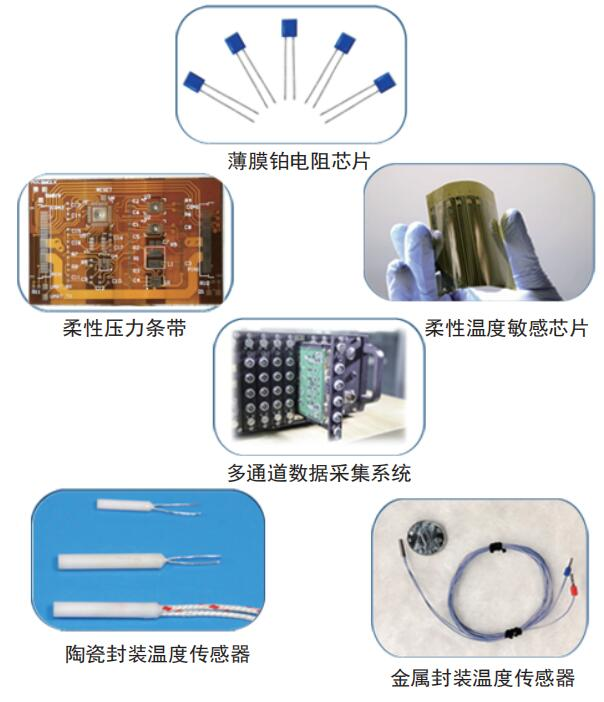 薄膜铂电阻芯片
RESET
柔性压力条带
柔性温度敏感芯片
多通道数据采集系统
陶瓷封装温度传感器
金属封装温度传感器